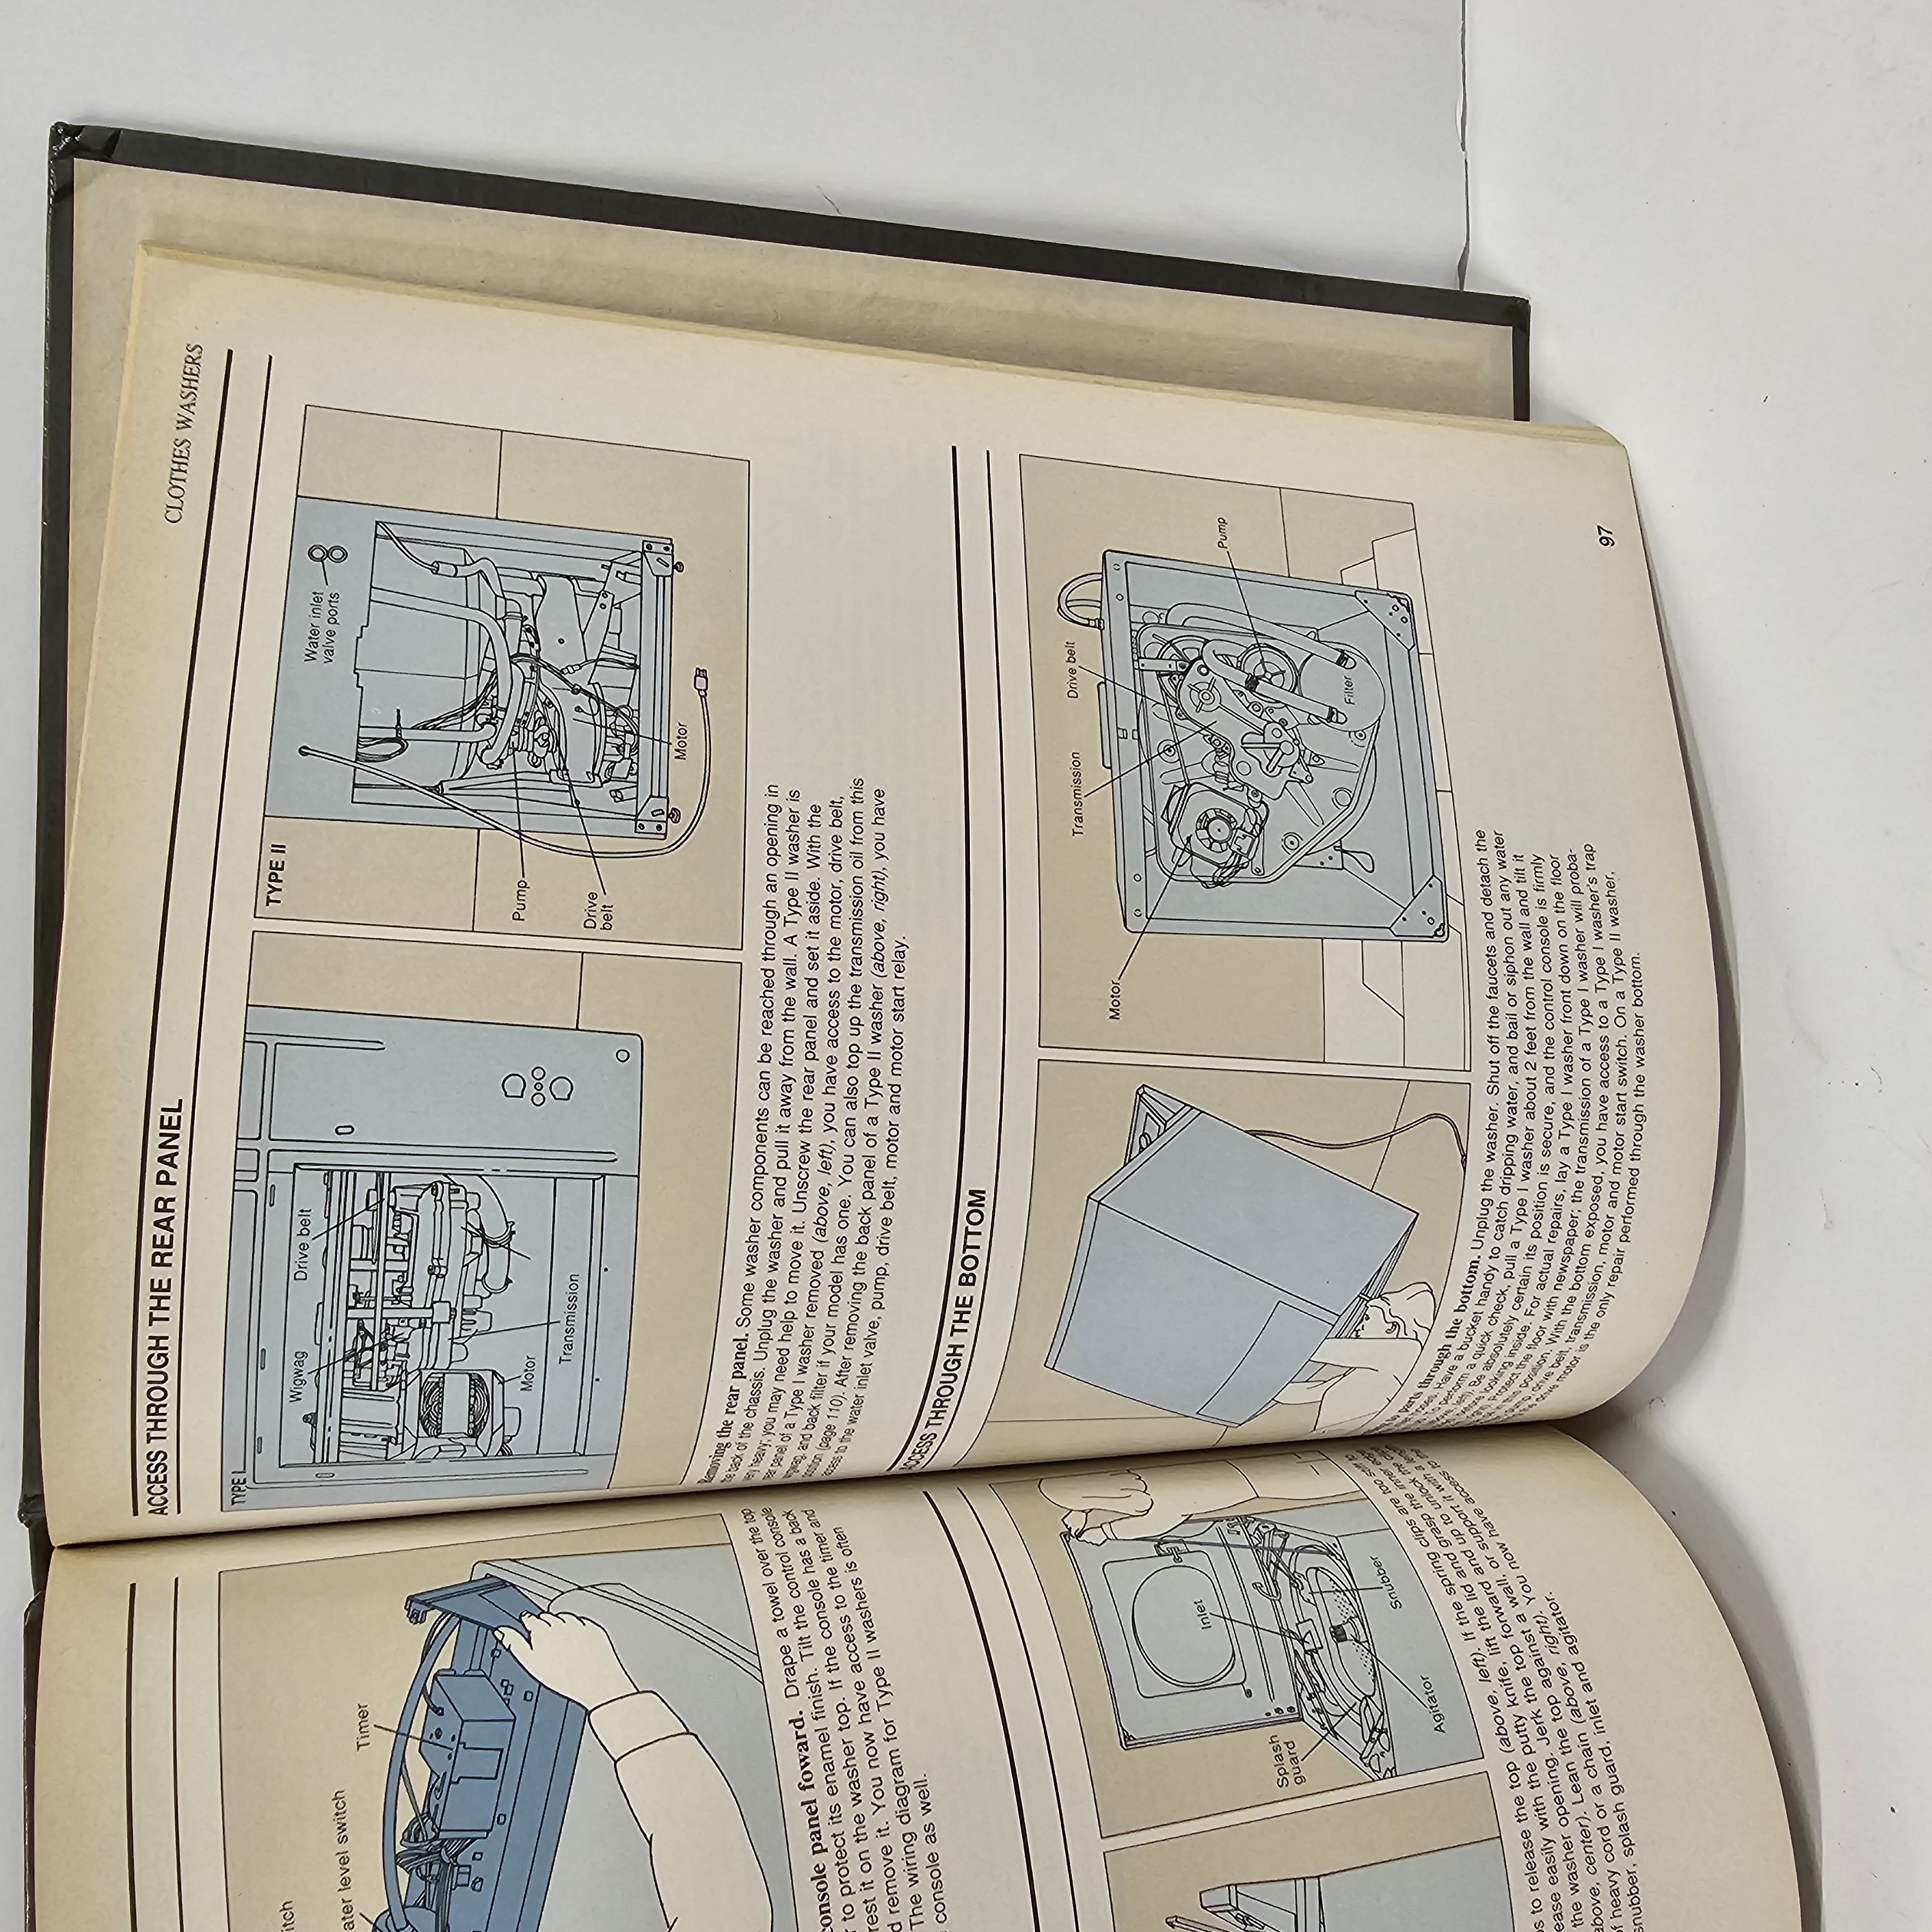 itch
ater level switch
Timer
console panel foward. Drape a towel over the top
to protect its enamel finish. Tilt the control console
rest it on the washer top. If the console has a back
d remove it. You now have access to the timer and
The wiring diagram for Type II washers is often
console as well.
Inlet
Splash
guard
Snubber
Agitator
s to release the top (above, left). If the spring clips are too stiff to
ease easily with the putty knife, lift the lid and grasp the inner edge
the washer opening. Jerk the top forward and up to unlock the
above, center). Lean the top against a wall, or support it with a length
of heavy cord or a chain (above, right). You now have access to the
snubber, splash guard, inlet and agitator.
ACCESS THROUGH THE REAR PANEL
CLOTHES WASHERS
TYPE I
Wigwag
Drive belt
Motor
Transmission
TYPE II
Water inlet
valve ports
Pump
Drive
belt
Motor
Removing the rear panel. Some washer components can be reached through an opening in
the back of the chassis. Unplug the washer and pull it away from the wall. A Type II washer is
very heavy; you may need help to move it. Unscrew the rear panel and set it aside. With the
rear panel of a Type I washer removed (above, left), you have access to the motor, drive belt,
wigwag, and back filter if your model has one. You can also top up the transmission oil from this
position (page 110). After removing the back panel of a Type II washer (above, right), you have
access to the water inlet valve, pump, drive belt, motor and motor start relay.
ACCESS THROUGH THE BOTTOM
Motor
Transmission
Drive belt
Pump
Filter
to parts through the bottom. Unplug the washer. Shut off the faucets and detach the
hoses. Have a bucket handy to catch dripping water, and bail or siphon out any water
To perform a quick check, pull a Type I washer about 2 feet from the wall and tilt it
left). Be absolutely certain its position is secure, and the control console is firmly
before looking inside. For actual repairs, lay a Type I washer front down on the floor
Protect the floor with newspaper; the transmission of a Type I washer will proba-
in this position. With the bottom exposed, you have access to a Type I washer's trap
pump, drive belt, transmission, motor and motor start switch. On a Type II washer,
the drive motor is the only repair performed through the washer bottom.
97